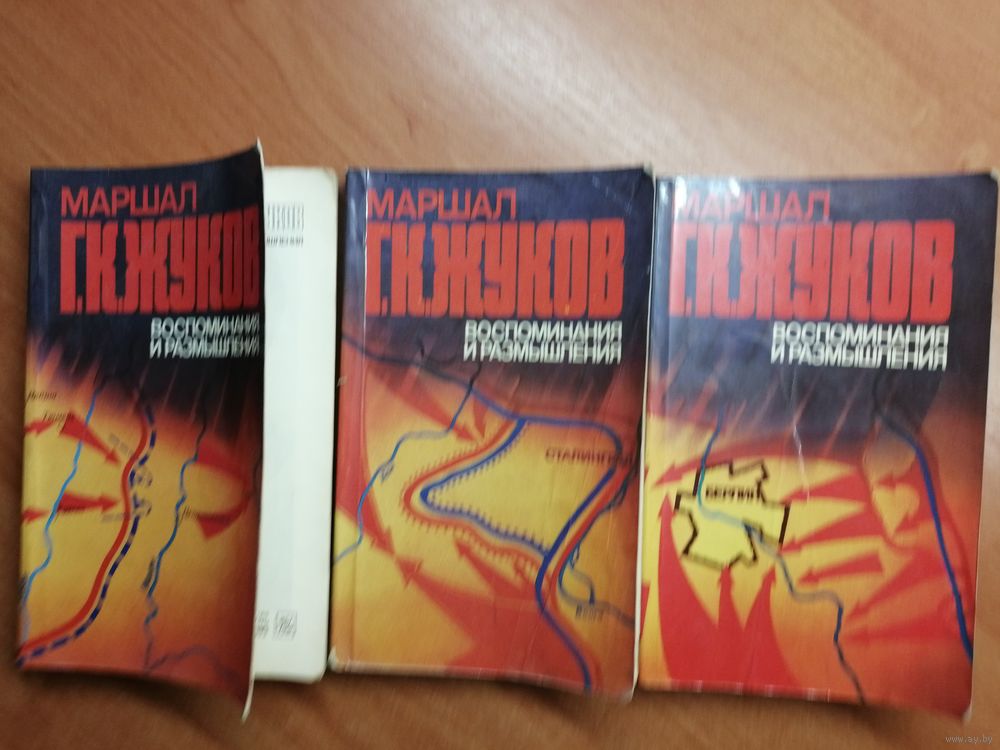 МАРШАЛ
Г.К.ЖУКОВ
ВОСПОМИНАНИЯ
И РАЗМЫШЛЕНИЯ
МАРШАЛ
Г.К.ЖУКОВ
ВОСПОМИНАНИЯ
И РАЗМЫШЛЕНИЯ
СТАЛИНГРАД
МАРШАЛ
Г.К.ЖУКОВ
ВОСПОМИНАНИЯ
И РАЗМЫШЛЕНИЯ
БЕРЛИН
www.ay.by